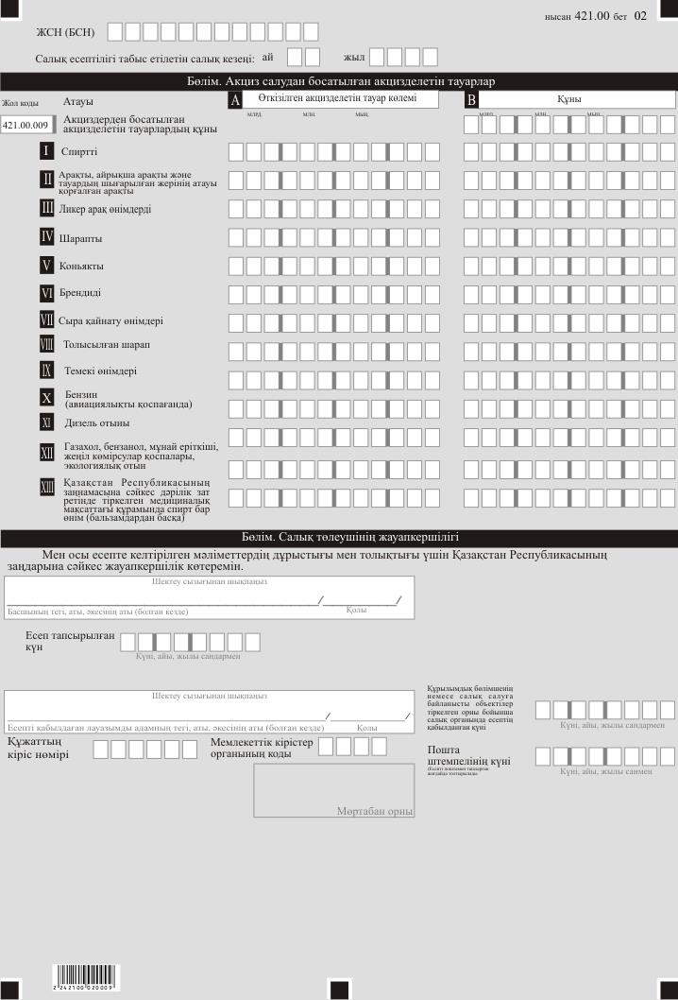 нысан 421.00 бет 02
ЖСН (БСН)
Салық есептілігі табыс етілетін салық кезеңі: ай жыл
Бөлім. Акциз салудан босатылған акцизделетін тауарлар
Жол коды Атауы A Өткізілген акцизделетін тауар көлемі B Құны
млрд. млн. мың. млрд. млн. мың.
421.00.009 Акциздерден босатылған
акцизделетін тауарлардың құны
I Спиртті
II Арақты, айрықша арақты және
тауардың шығарылған жерінің атауы
қорғалған арақты
III Ликер арақ өнімдерді
IV Шарапты
V Коньякты
VI Брендиді
VII Сыра қайнату өнімдері
VIII Толысылған шарап
IX Темекі өнімдері
X Бензин
(авиациялықты қоспағанда)
XI Дизель отыны
XII Газахол, бензанол, мұнай еріткіші,
жеңіл көмірсулар қоспалары,
экологиялық отын
XIII Қазақстан Республикасының
заңнамасына сәйкес дәрілік зат
ретінде тіркелген медициналық
мақсаттағы құрамында спирт бар
өнім (бальзамдардан басқа)
Бөлім. Салық төлеушінің жауапкершілігі
Мен осы есепте келтірілген мәліметтердің дұрыстығы мен толықтығы үшін Қазақстан Республикасының
заңдарына сәйкес жауапкершілік көтеремін.
Шектеу сызығынан шықпаңыз
Басшының тегі, аты, әкесінің аты (болған кезде) Қолы
Есеп тапсырылған
күн
Күні, айы, жылы сандармен
Шектеу сызығынан шықпаңыз
Есепті қабылдаған лауазымды адамның тегі, аты, әкесінің аты (болған кезде) Қолы
Құрылымдық бөлімшенің
немесе салық салуға
байланысты объектілер
тіркелген орны бойынша
салық органында есептің
қабылданған күні
Күні, айы, жылы сандармен
Құжаттың
кіріс нөмірі
Мемлекеттік кірістер
органының коды
Пошта
штемпелінің күні
(Есепті поштамен тапсырған
жағдайда толтырылады)
Күні, айы, жылы санмен
Мөртабан орны
2 242100 020009